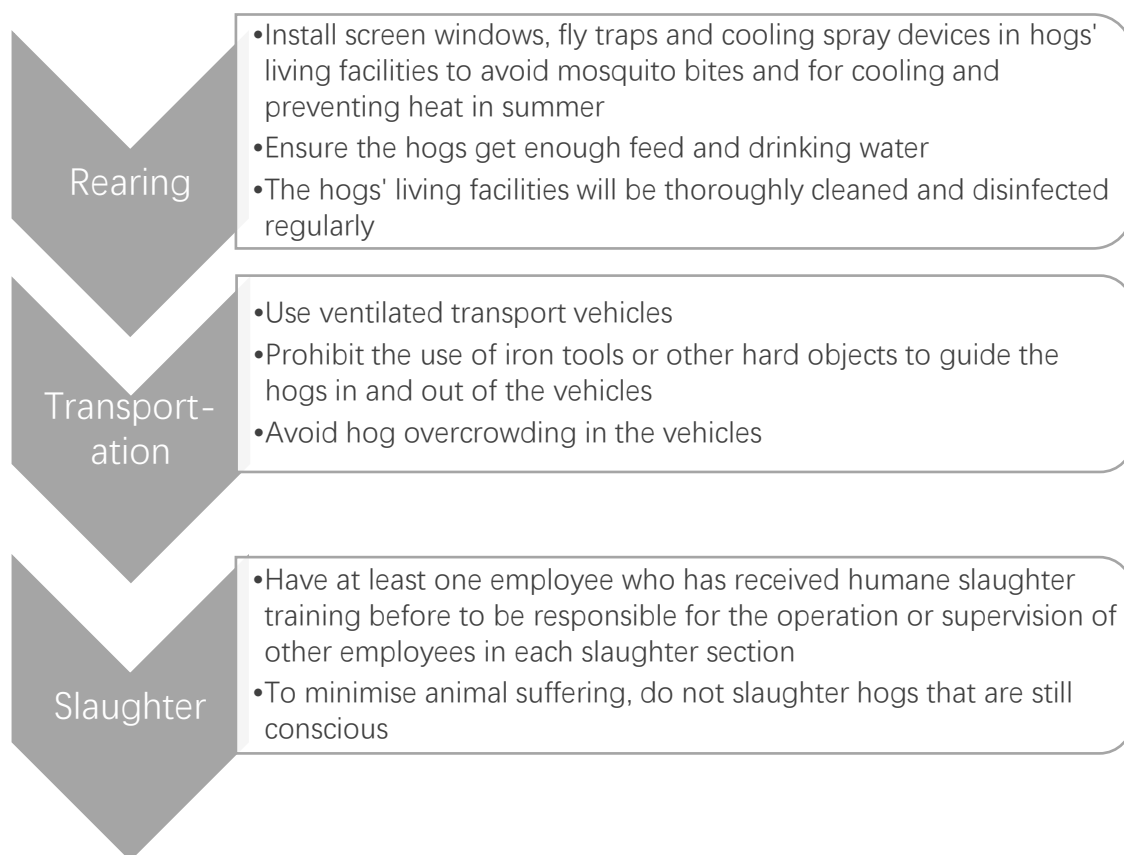 Rearing
•Install screen windows, fly traps and cooling spray devices in hogs'
living facilities to avoid mosquito bites and for cooling and
preventing heat in summer
•Ensure the hogs get enough feed and drinking water
•The hogs' living facilities will be thoroughly cleaned and disinfected
regularly
Transport-
ation
•Use ventilated transport vehicles
•Prohibit the use of iron tools or other hard objects to guide the
hogs in and out of the vehicles
•Avoid hog overcrowding in the vehicles
Slaughter
•Have at least one employee who has received humane slaughter
training before to be responsible for the operation or supervision of
other employees in each slaughter section
•To minimise animal suffering, do not slaughter hogs that are still
conscious